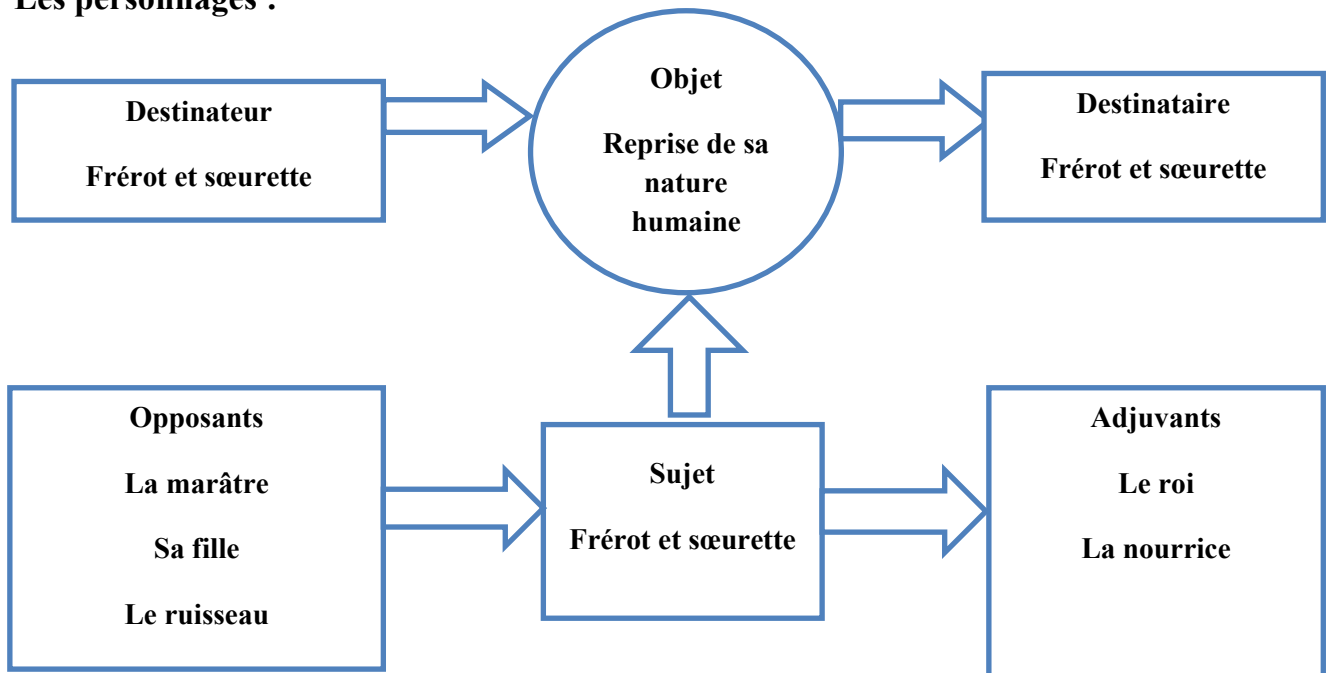 Les personnages :
Destinateur
Frérot et sœurette
Objet
Reprise de sa
nature
humaine
Destinataire
Frérot et sœurette
Opposants
La marâtre
Sa fille
Le ruisseau
Sujet
Frérot et sœurette
Adjuvants
Le roi
La nourrice